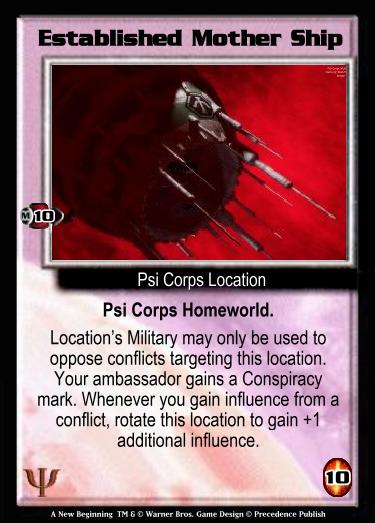 Established Mother Ship
M 10
Psi Corps Location
Psi Corps Homeworld.
Location's Military may only be used to
oppose conflicts targeting this location.
Your ambassador gains a Conspiracy
mark. Whenever you gain influence from a
conflict, rotate this location to gain +1
additional influence.
Ψ
10
A New Beginning TM & © Warner Bros. Game Design © Precedence Publish